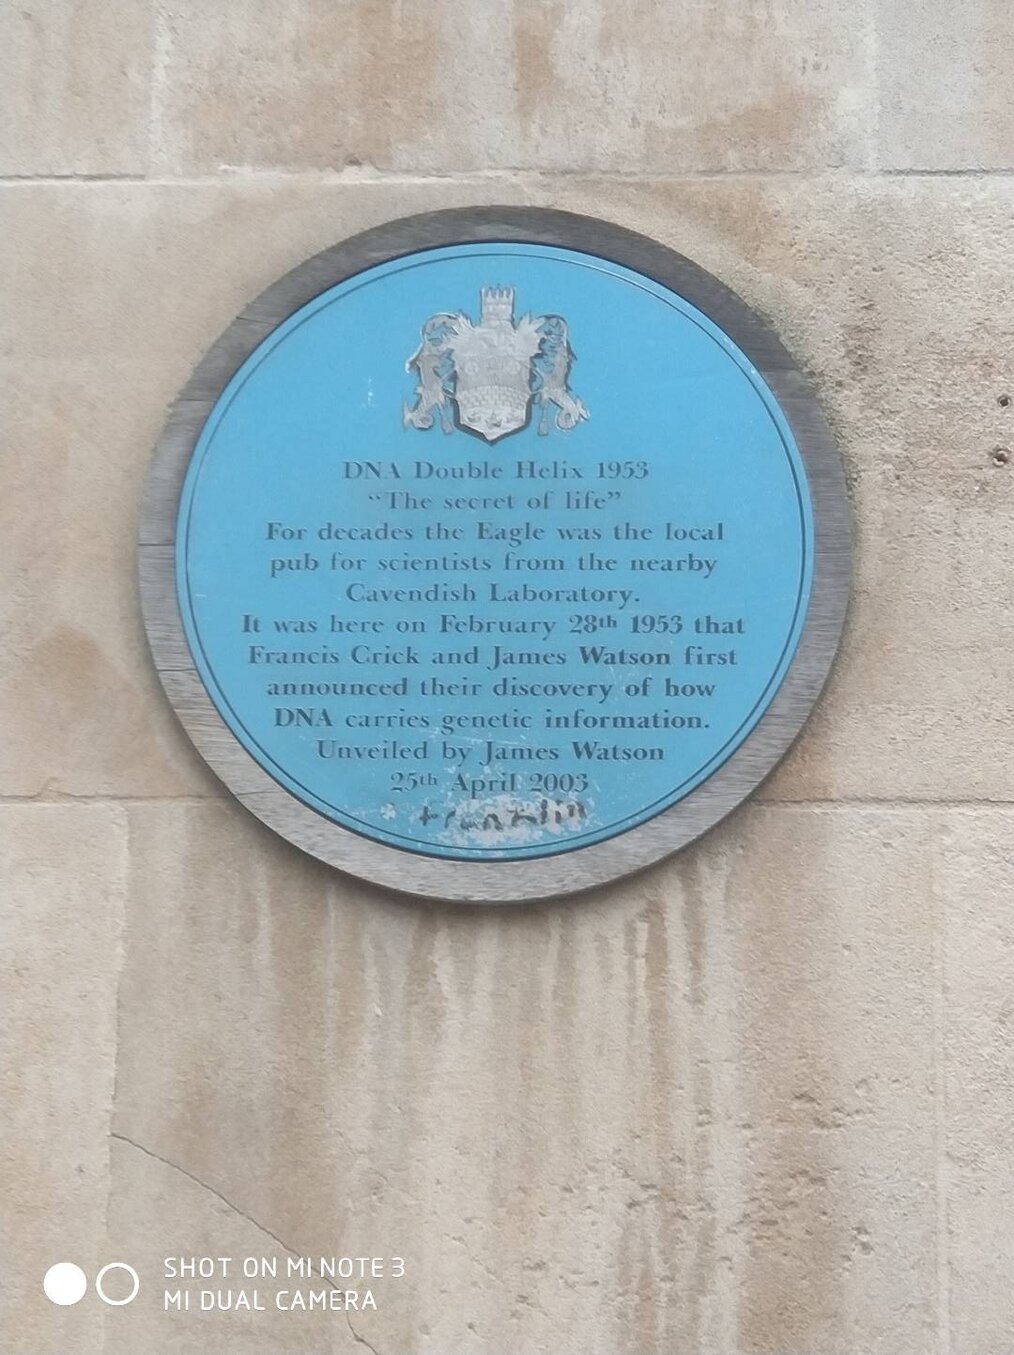 DNA Double Helix 1953
“The secret of life”
For decades the Eagle was the local
pub for scientists from the nearby
Cavendish Laboratory.
It was here on February 28th 1953 that
Francis Crick and James Watson first
announced their discovery of how
DNA carries genetic information.
Unveiled by James Watson
25th April 2003
+ Franklin
SHOT ON MI NOTE 3
MI DUAL CAMERA